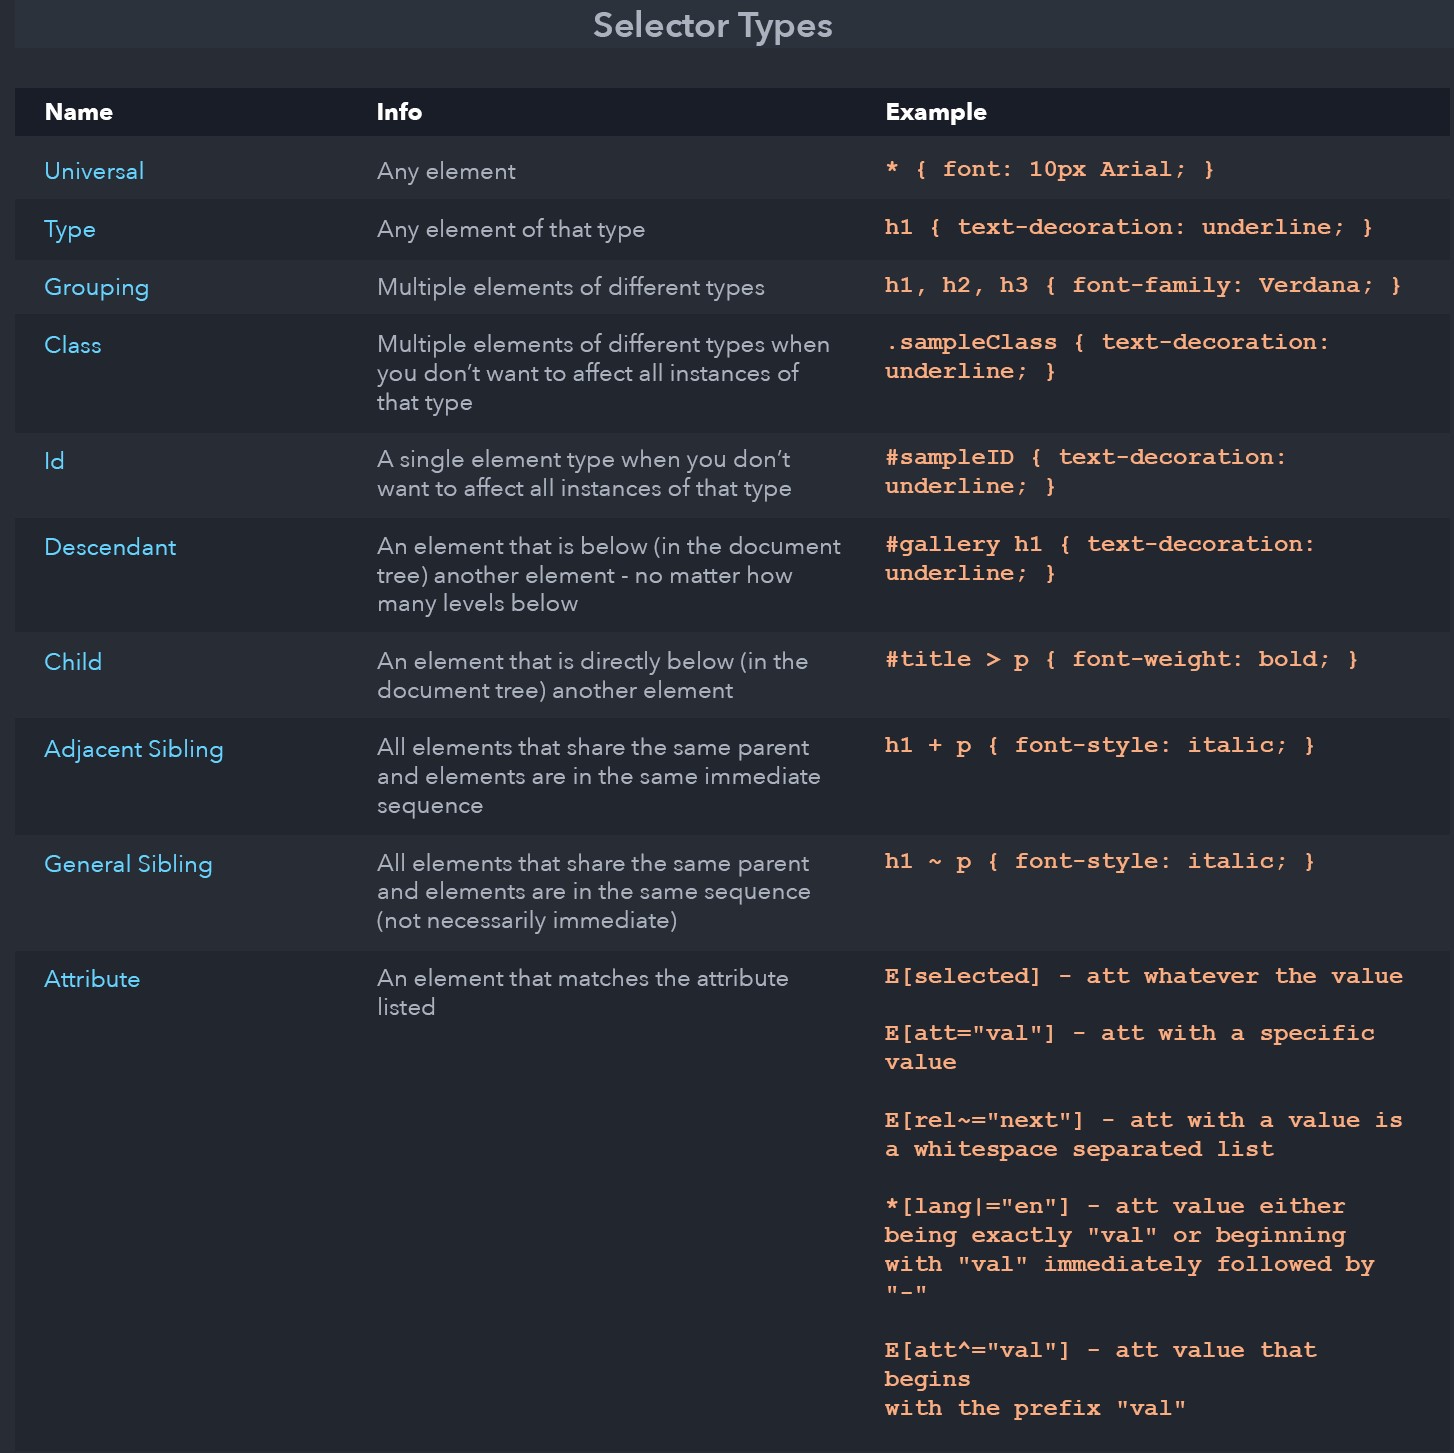 Selector Types
Name Info Example
Universal Any element * { font: 10px Arial; }
Type Any element of that type h1 { text-decoration: underline; }
Grouping Multiple elements of different types h1, h2, h3 { font-family: Verdana; }
Class Multiple elements of different types when .sampleClass { text-decoration:
you don’t want to affect all instances of underline; }
that type
Id A single element type when you don’t #sampleID { text-decoration:
want to affect all instances of that type underline; }
Descendant An element that is below (in the document #gallery h1 { text-decoration:
tree) another element - no matter how underline; }
many levels below
Child An element that is directly below (in the #title > p { font-weight: bold; }
document tree) another element
Adjacent Sibling All elements that share the same parent h1 + p { font-style: italic; }
and elements are in the same immediate
sequence
General Sibling All elements that share the same parent h1 ~ p { font-style: italic; }
and elements are in the same sequence
(not necessarily immediate)
Attribute An element that matches the attribute E[selected] - att whatever the value
listed
E[att="val"] - att with a specific
value
E[rel~="next"] - att with a value is
a whitespace separated list
*[lang|="en"] - att value either
being exactly "val" or beginning
with "val" immediately followed by
"-"
E[att^="val"] - att value that
begins
with the prefix "val"